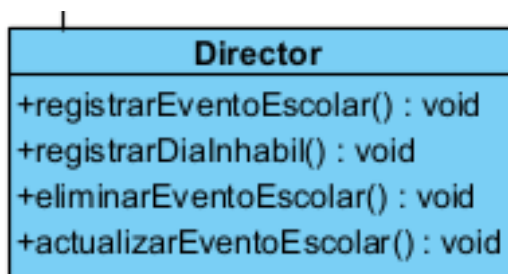 Director
+registrarEventoEscolar() : void
+registrarDiaInhabil() : void
+eliminarEventoEscolar() : void
+actualizarEventoEscolar() : void